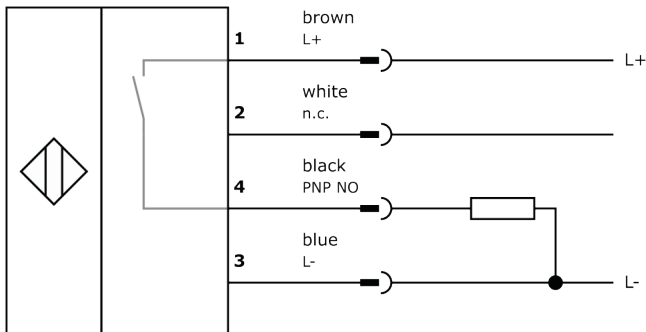 brown
1 L+ L+
white
2 n.c.
black
4 PNP NO
blue
3 L- L-